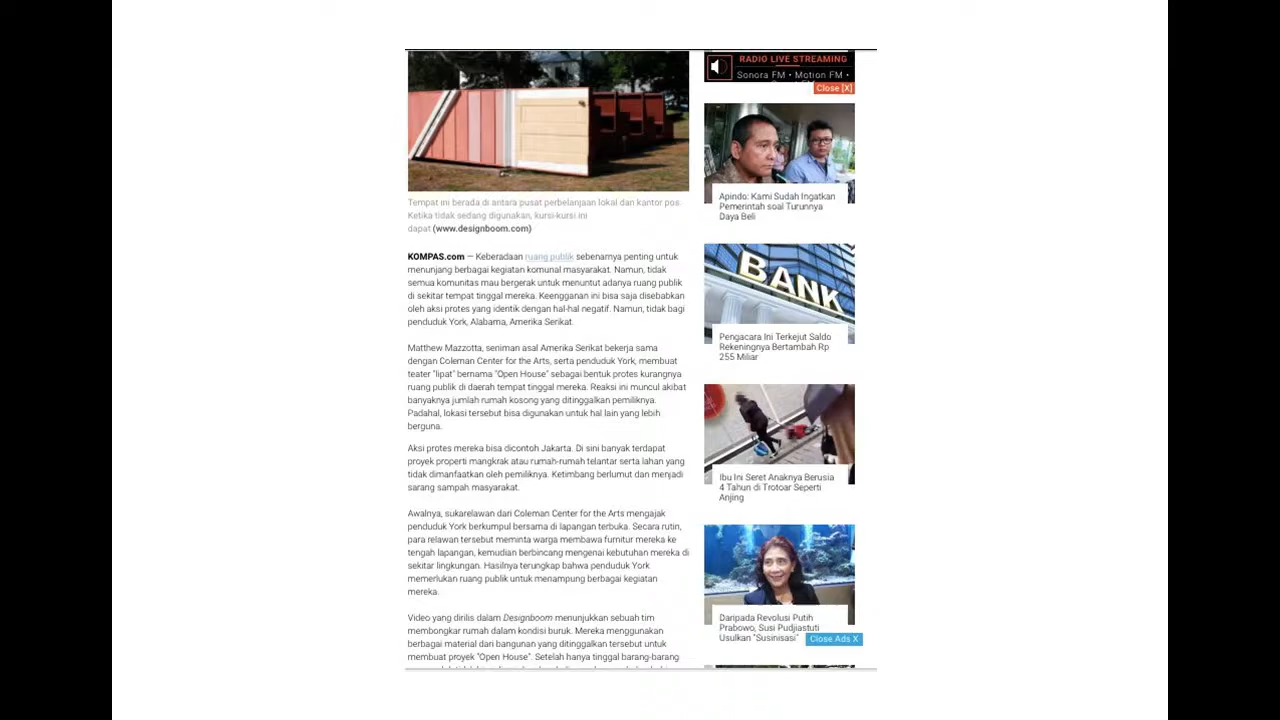 Tempat ini berada di antara pusat perbelanjaan lokal dan kantor pos.
Ketika tidak sedang digunakan, kursi-kursi ini
dapat (www.designboom.com)
KOMPAS.com — Keberadaan ruang publik sebenarnya penting untuk
menunjang berbagai kegiatan komunal masyarakat. Namun, tidak
semua komunitas mau bergerak untuk menuntut adanya ruang publik
di sekitar tempat tinggal mereka. Keengganan ini bisa saja disebabkan
oleh aksi protes yang identik dengan hal-hal negatif. Namun, tidak bagi
penduduk York, Alabama, Amerika Serikat.
Matthew Mazzotta, seniman asal Amerika Serikat bekerja sama
dengan Coleman Center for the Arts, serta penduduk York, membuat
teater "lipat" bernama "Open House" sebagai bentuk protes kurangnya
ruang publik di daerah tempat tinggal mereka. Reaksi ini muncul akibat
banyaknya jumlah rumah kosong yang ditinggalkan pemiliknya.
Padahal, lokasi tersebut bisa digunakan untuk hal lain yang lebih
berguna.
Aksi protes mereka bisa dicontoh Jakarta. Di sini banyak terdapat
proyek properti mangkrak atau rumah-rumah telantar serta lahan yang
tidak dimanfaatkan oleh pemiliknya. Ketimbang berlumut dan menjadi
sarang sampah masyarakat.
Awalnya, sukarelawan dari Coleman Center for the Arts mengajak
penduduk York berkumpul bersama di lapangan terbuka. Secara rutin,
para relawan tersebut meminta warga membawa furnitur mereka ke
tengah lapangan, kemudian berbincang mengenai kebutuhan mereka di
sekitar lingkungan. Hasilnya terungkap bahwa penduduk York
memerlukan ruang publik untuk menampung berbagai kegiatan
mereka.
Video yang dirilis dalam Designboom menunjukkan sebuah tim
membongkar rumah dalam kondisi buruk. Mereka menggunakan
berbagai material dari bangunan yang ditinggalkan tersebut untuk
membuat proyek "Open House". Setelah hanya tinggal barang-barang
RADIO LIVE STREAMING
Sonora FM • Motion FM •
Close [X]
Apindo: Kami Sudah Ingatkan
Pemerintah soal Turunnya
Daya Beli
BANK
Pengacara Ini Terkejut Saldo
Rekeningnya Bertambah Rp
255 Miliar
Ibu Ini Seret Anaknya Berusia
4 Tahun di Trotoar Seperti
Anjing
Daripada Revolusi Putih
Prabowo, Susi Pudjiastuti
Usulkan "Susinisasi"
Close Ads X